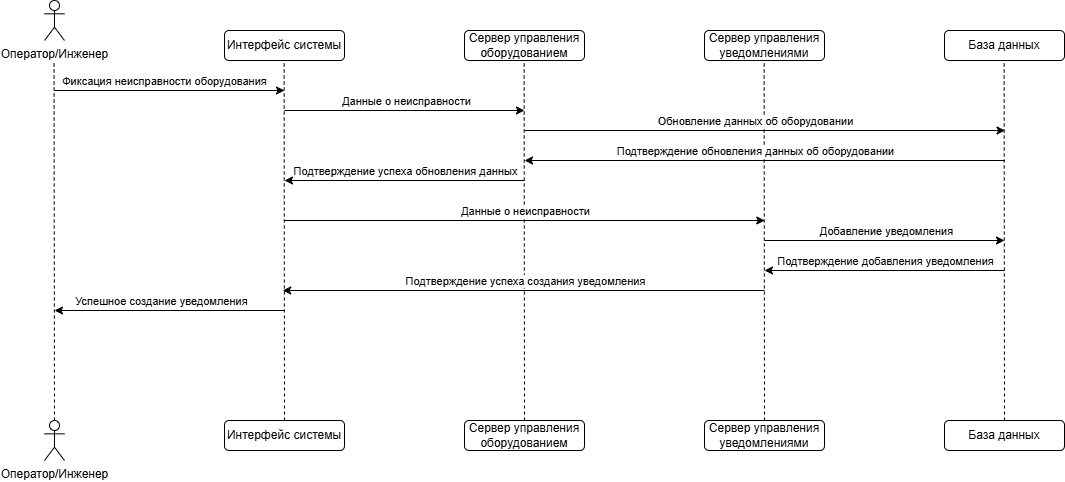 Оператор/Инженер
Интерфейс системы
Сервер управления
оборудованием
Сервер управления
уведомлениями
База данных
Фиксация неисправности оборудования
Данные о неисправности
Обновление данных об оборудовании
Подтверждение обновления данных об оборудовании
Подтверждение успеха обновления данных
Данные о неисправности
Добавление уведомления
Подтверждение добавления уведомления
Подтверждение успеха создания уведомления
Успешное создание уведомления
Оператор/Инженер
Интерфейс системы
Сервер управления
оборудованием
Сервер управления
уведомлениями
База данных